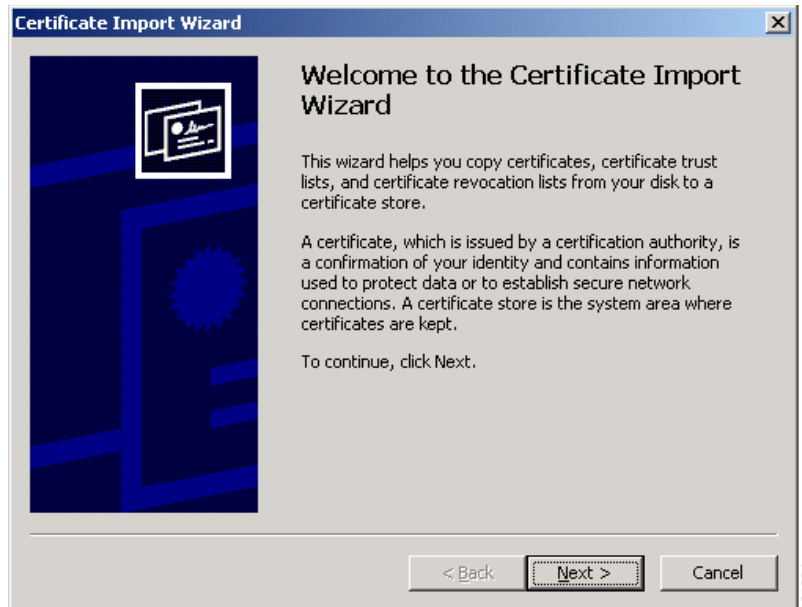 Certificate Import Wizard
Welcome to the Certificate Import
Wizard
This wizard helps you copy certificates, certificate trust
lists, and certificate revocation lists from your disk to a
certificate store.
A certificate, which is issued by a certification authority, is
a confirmation of your identity and contains information
used to protect data or to establish secure network
connections. A certificate store is the system area where
certificates are kept.
To continue, click Next.
< Back Next > Cancel